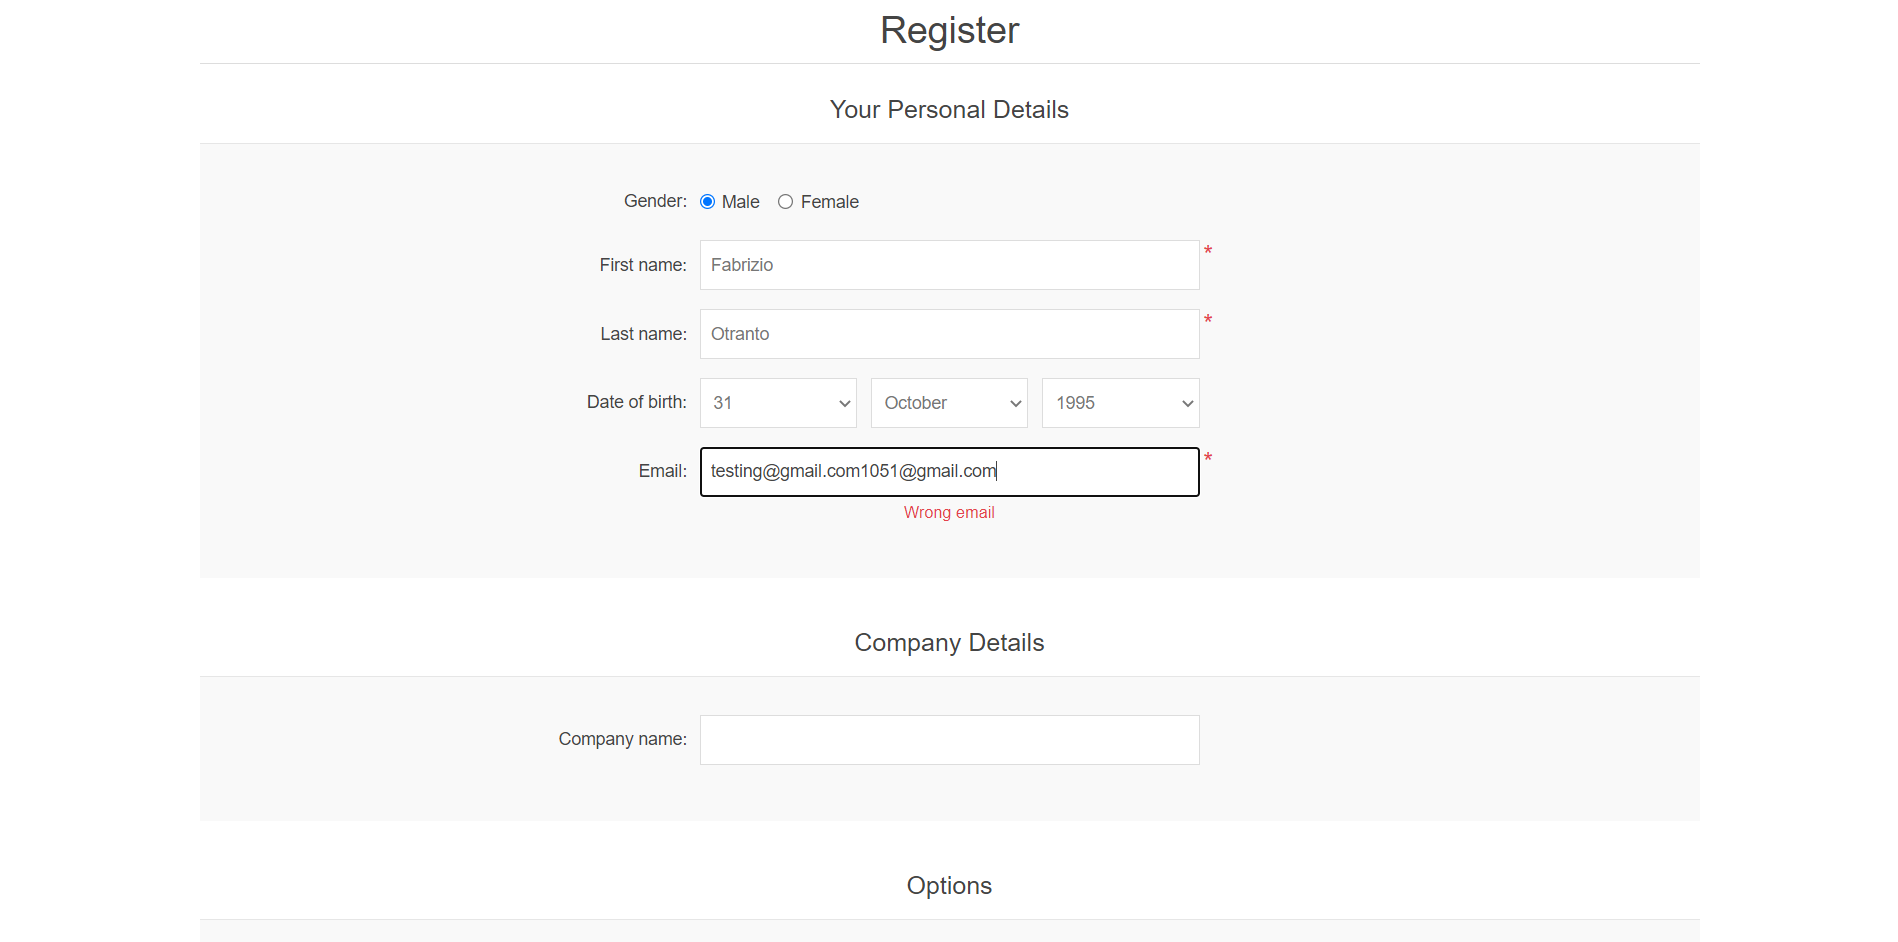 Register
Your Personal Details
Gender: Male Female
First name: Fabrizio *
Last name: Otranto *
Date of birth: 31 October 1995
Email: testing@gmail.com1051@gmail.com *
Wrong email
Company Details
Company name:
Options